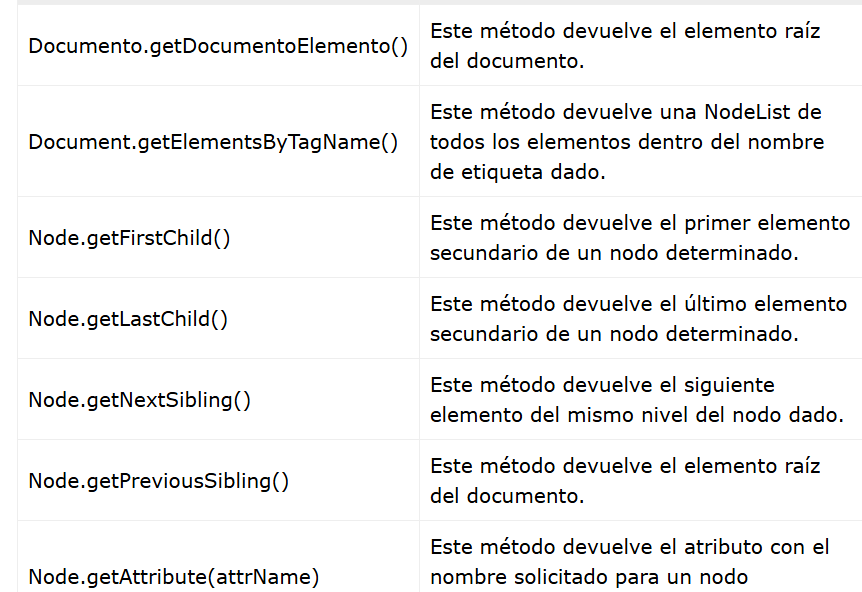 Documento.getDocumentoElemento()
Este método devuelve el elemento raíz
del documento.
Document.getElementsByTagName()
Este método devuelve una NodeList de
todos los elementos dentro del nombre
de etiqueta dado.
Node.getFirstChild()
Este método devuelve el primer elemento
secundario de un nodo determinado.
Node.getLastChild()
Este método devuelve el último elemento
secundario de un nodo determinado.
Node.getNextSibling()
Este método devuelve el siguiente
elemento del mismo nivel del nodo dado.
Node.getPreviousSibling()
Este método devuelve el elemento raíz
del documento.
Node.getAttribute(attrName)
Este método devuelve el atributo con el
nombre solicitado para un nodo